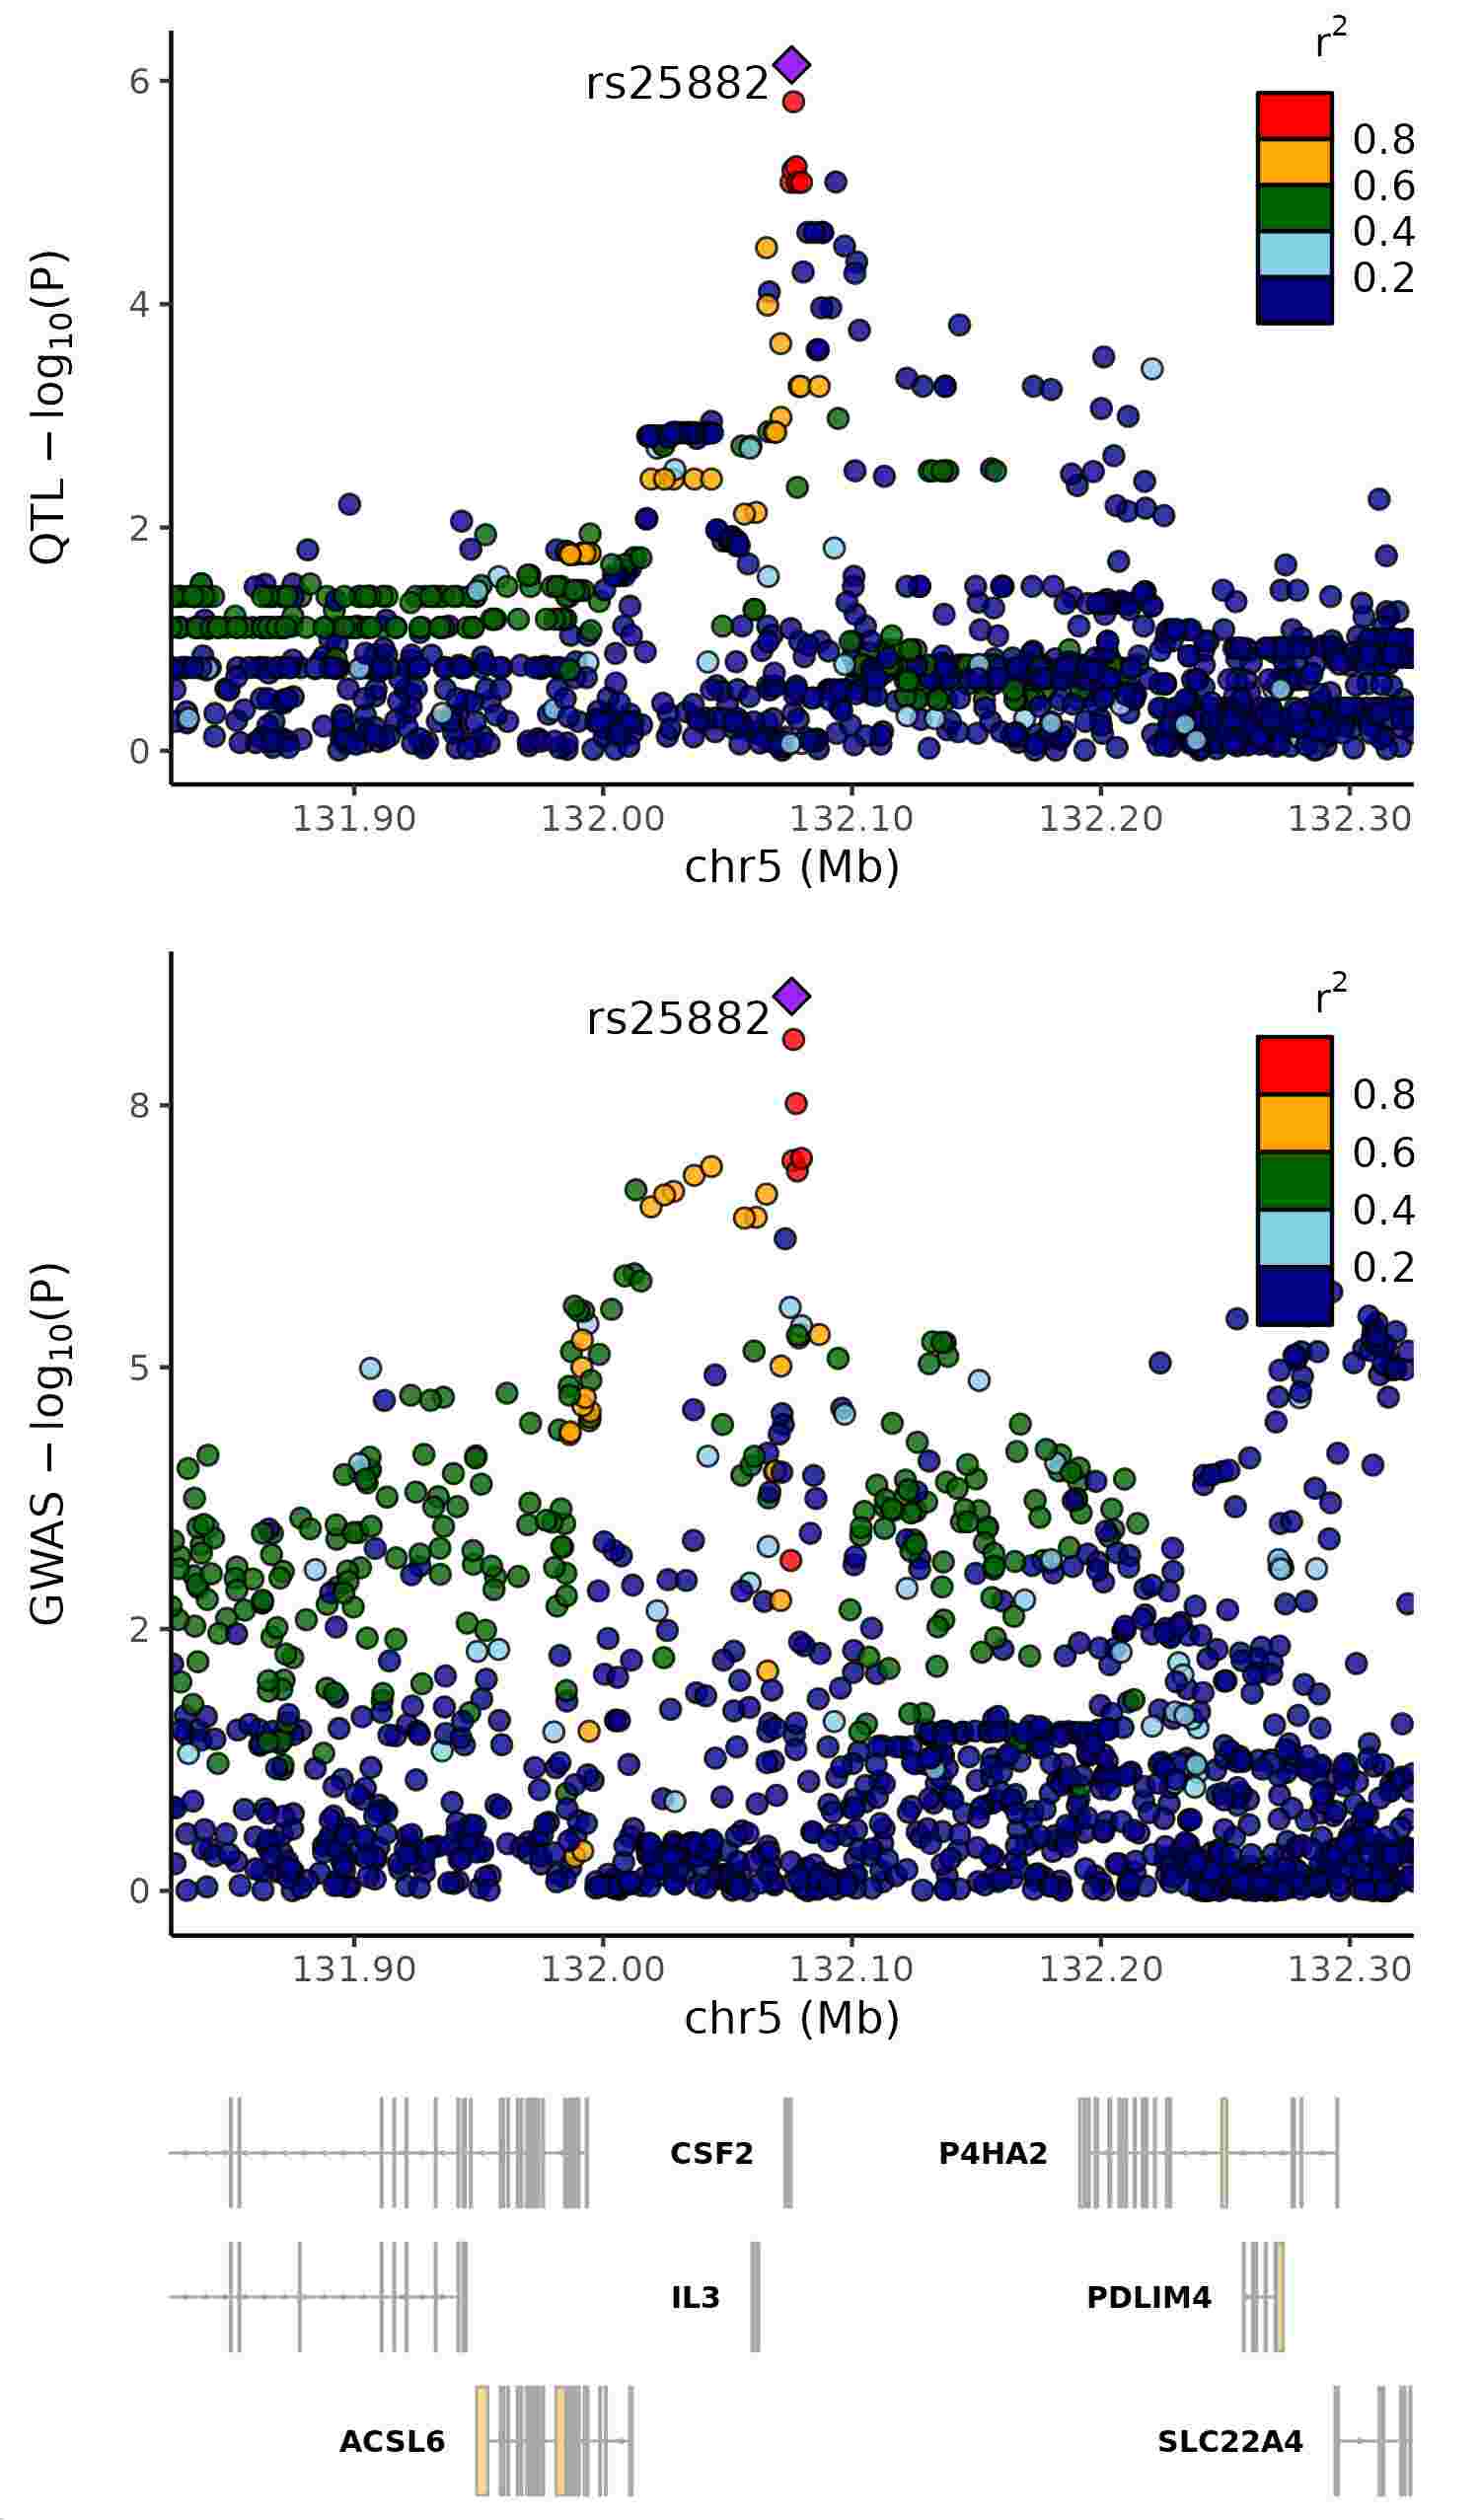 r²
rs25882
6
4
2
0
0.8
0.6
0.4
0.2
QTL − log₁₀(P)
131.90 132.00 132.10 132.20 132.30
chr5 (Mb)
r²
rs25882
8
5
2
0
0.8
0.6
0.4
0.2
GWAS − log₁₀(P)
131.90 132.00 132.10 132.20 132.30
chr5 (Mb)
CSF2 P4HA2
IL3 PDLIM4
ACSL6 SLC22A4